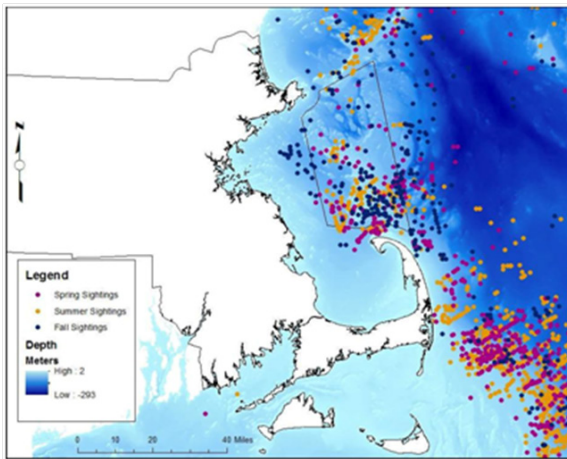 N
Legend
Spring Sightings
Summer Sightings
Fall Sightings
Depth
Meters
High : 2
Low : -293
0 10 20 40 Miles